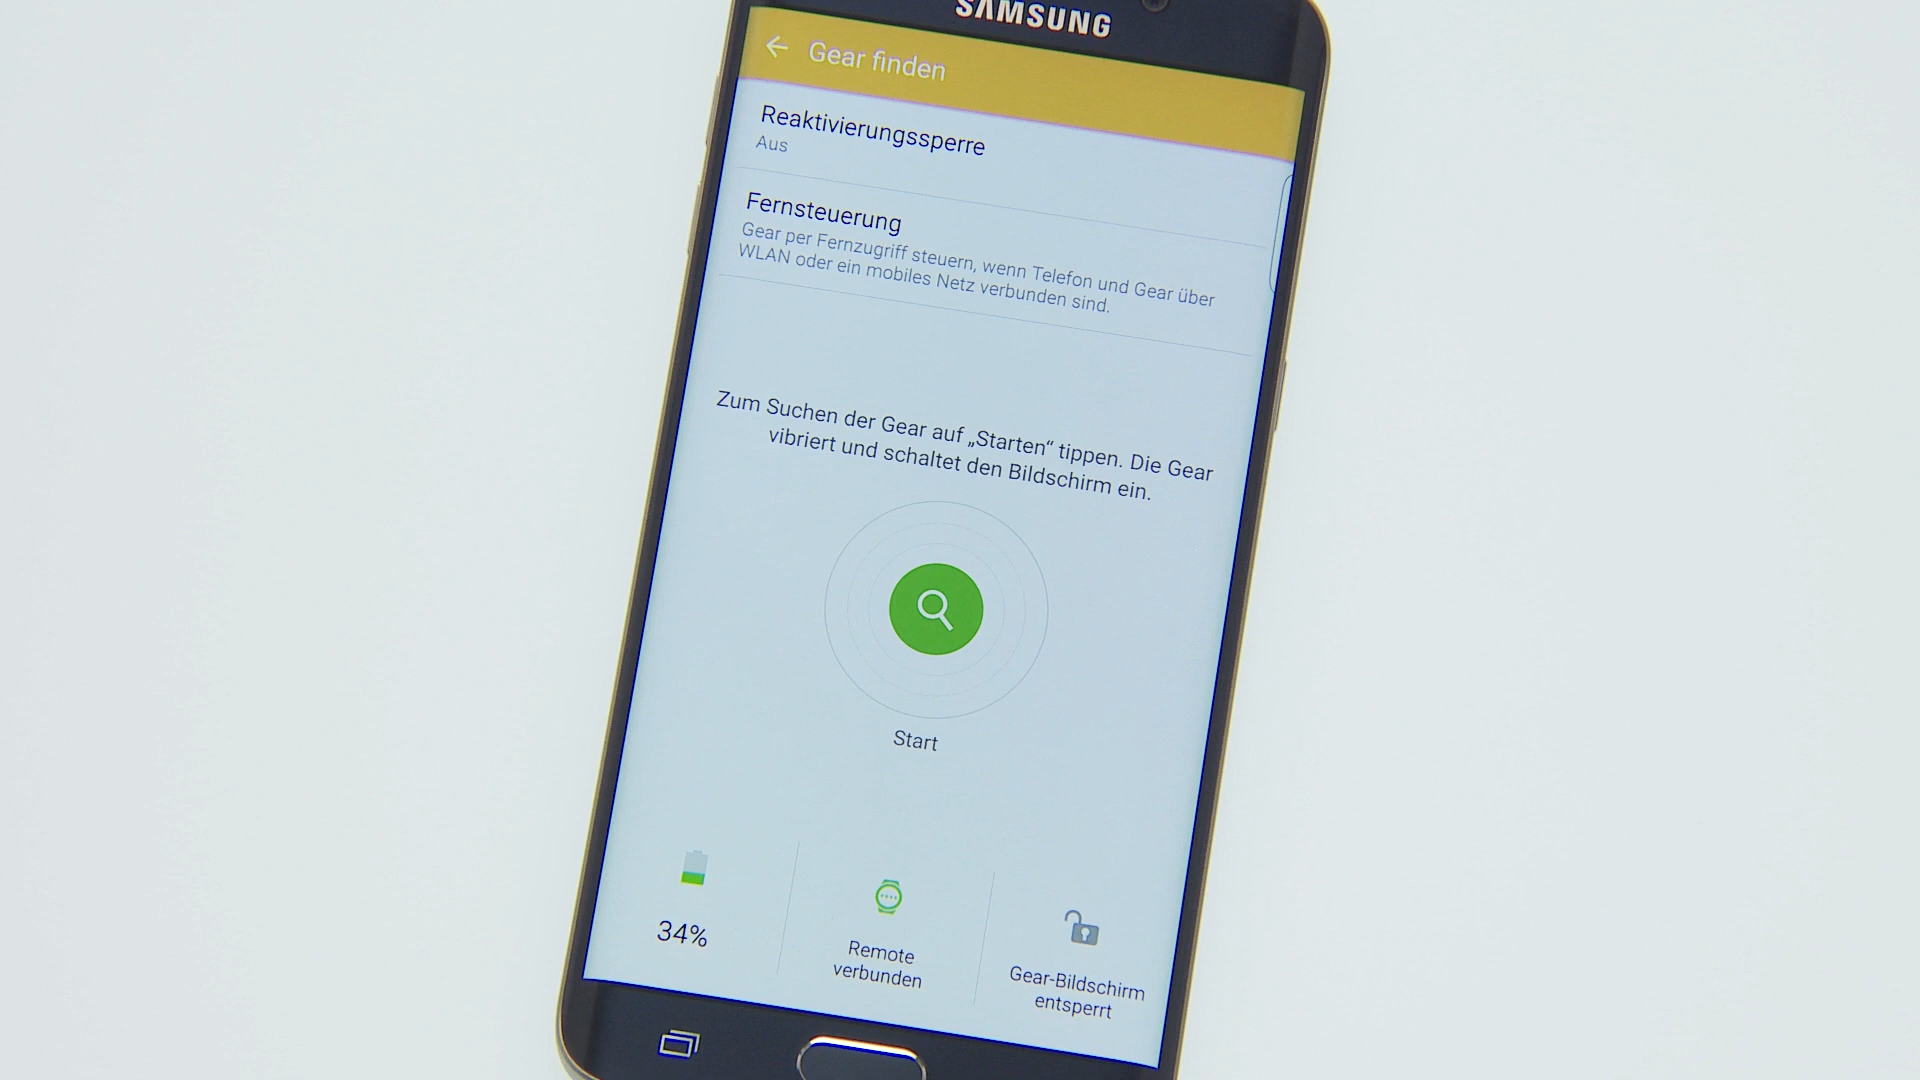 SAMSUNG
Gear finden
Reaktivierungssperre
Aus
Fernsteuerung
Gear per Fernzugriff steuern, wenn Telefon und Gear über
WLAN oder ein mobiles Netz verbunden sind.
Zum Suchen der Gear auf „Starten“ tippen. Die Gear
vibriert und schaltet den Bildschirm ein.
Start
34%
Remote
verbunden
Gear-Bildschirm
entsperrt